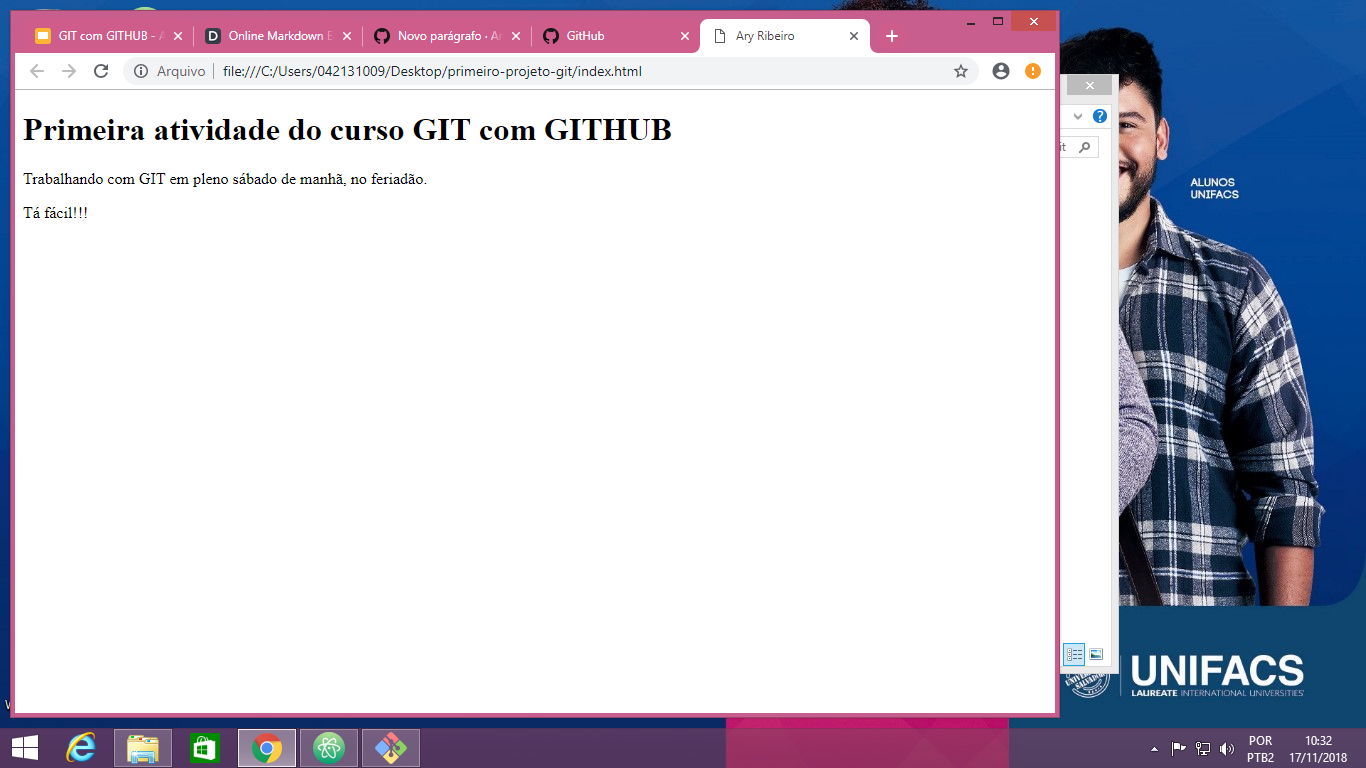 GIT com GITHUB -
Online Markdown E
Novo parágrafo · Ar
GitHub
Ary Ribeiro
Arquivo
file:///C:/Users/042131009/Desktop/primeiro-projeto-git/index.html
Primeira atividade do curso GIT com GITHUB
Trabalhando com GIT em pleno sábado de manhã, no feriadão.
Tá fácil!!!
it
ALUNOS
UNIFACS
UNIFACS
LAUREATE INTERNATIONAL UNIVERSITIES
POR
PTB2
10:32
17/11/2018